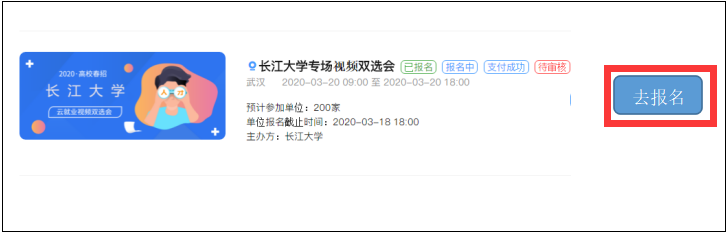 2020·高校春招
长江大学
云就业视频双选会
人 才
长江大学专场视频双选会 已报名 报名中 支付成功 待审核
武汉 2020-03-20 09:00 至 2020-03-20 18:00
预计参加单位：200家
单位报名截止时间：2020-03-18 18:00
主办方：长江大学
去报名